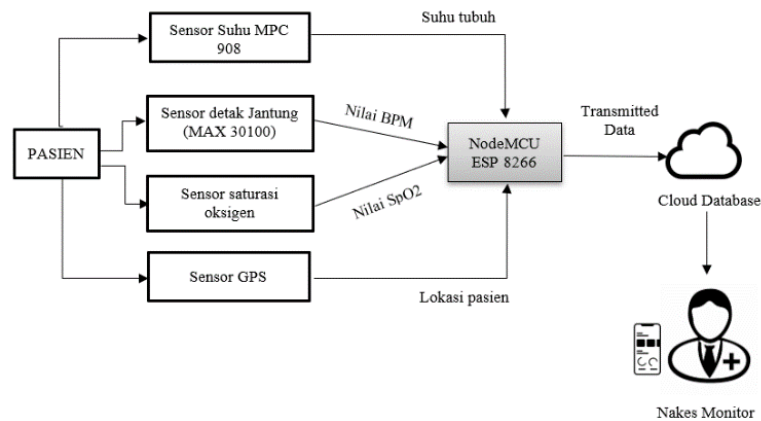 Sensor Suhu MPC
908
Suhu tubuh
Sensor detak Jantung
(MAX 30100)
Nilai BPM
PASIEN
NodeMCU
ESP 8266
Transmitted
Data
Sensor saturasi
oksigen
Nilai SpO2
Cloud Database
Sensor GPS
Lokasi pasien
Nakes Monitor